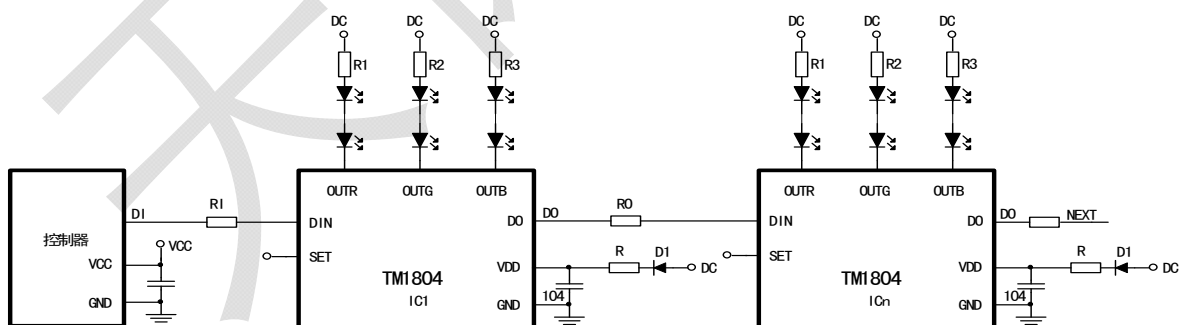 DC DC DC DC DC DC
R1 R2 R3 R1 R2 R3
OUTR OUTG OUTB OUTR OUTG OUTB
DI RI DIN DO DO RO DIN DO DO NEXT
控制器 VCC SET R D1 SET R D1
VCC TM1804 VDD DC TM1804 VDD DC
GND IC1 104 GND ICn 104 GND